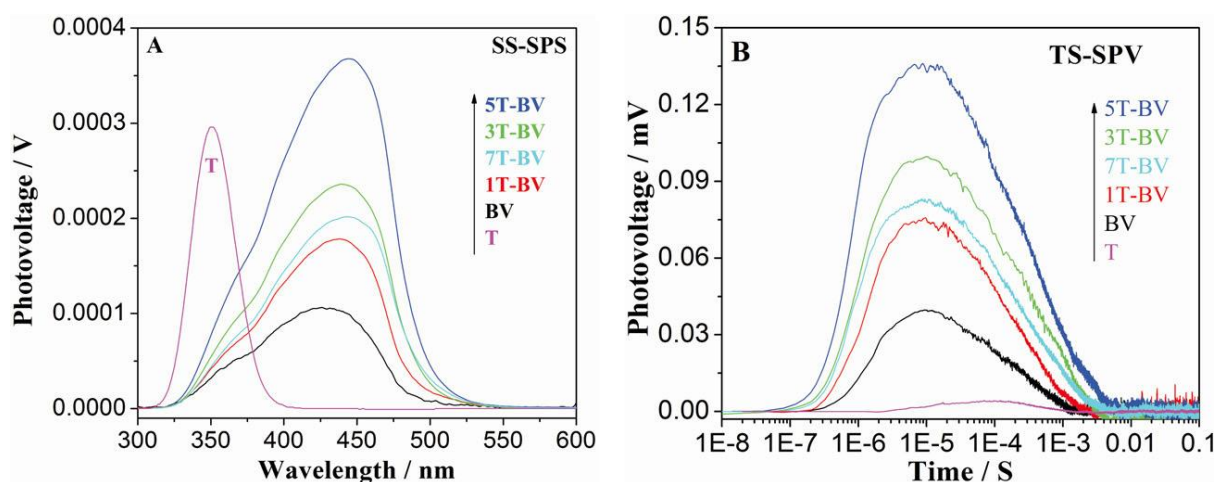 A
SS-SPS
Photovoltage / V
0.0004
0.0003
0.0002
0.0001
0.0000
T
5T-BV
3T-BV
7T-BV
1T-BV
BV
T
300 350 400 450 500 550 600
Wavelength / nm
B
TS-SPV
Photovoltage / mV
0.15
0.12
0.09
0.06
0.03
0.00
5T-BV
3T-BV
7T-BV
1T-BV
BV
T
1E-8 1E-7 1E-6 1E-5 1E-4 1E-3 0.01 0.1
Time / S